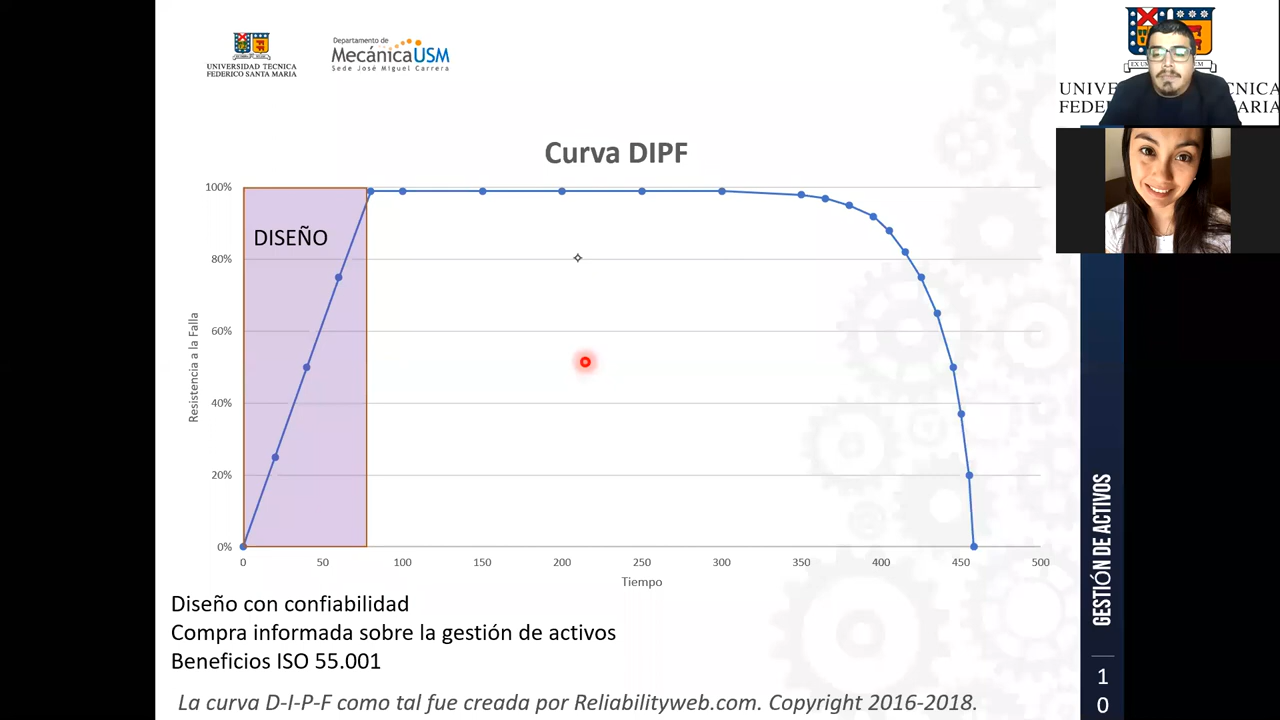 UNIVERSIDAD TECNICA
FEDERICO SANTA MARIA
Departamento de
MecánicaUSM
Sede José Miguel Carrera
Curva DIPF
100%
80%
60%
40%
20%
0%
Resistencia a la Falla
DISEÑO
0
50
100
150
200
250
300
350
400
450
500
Tiempo
Diseño con confiabilidad
Compra informada sobre la gestión de activos
Beneficios ISO 55.001
La curva D-I-P-F como tal fue creada por Reliabilityweb.com. Copyright 2016-2018.
GESTIÓN DE ACTIVOS
1
0